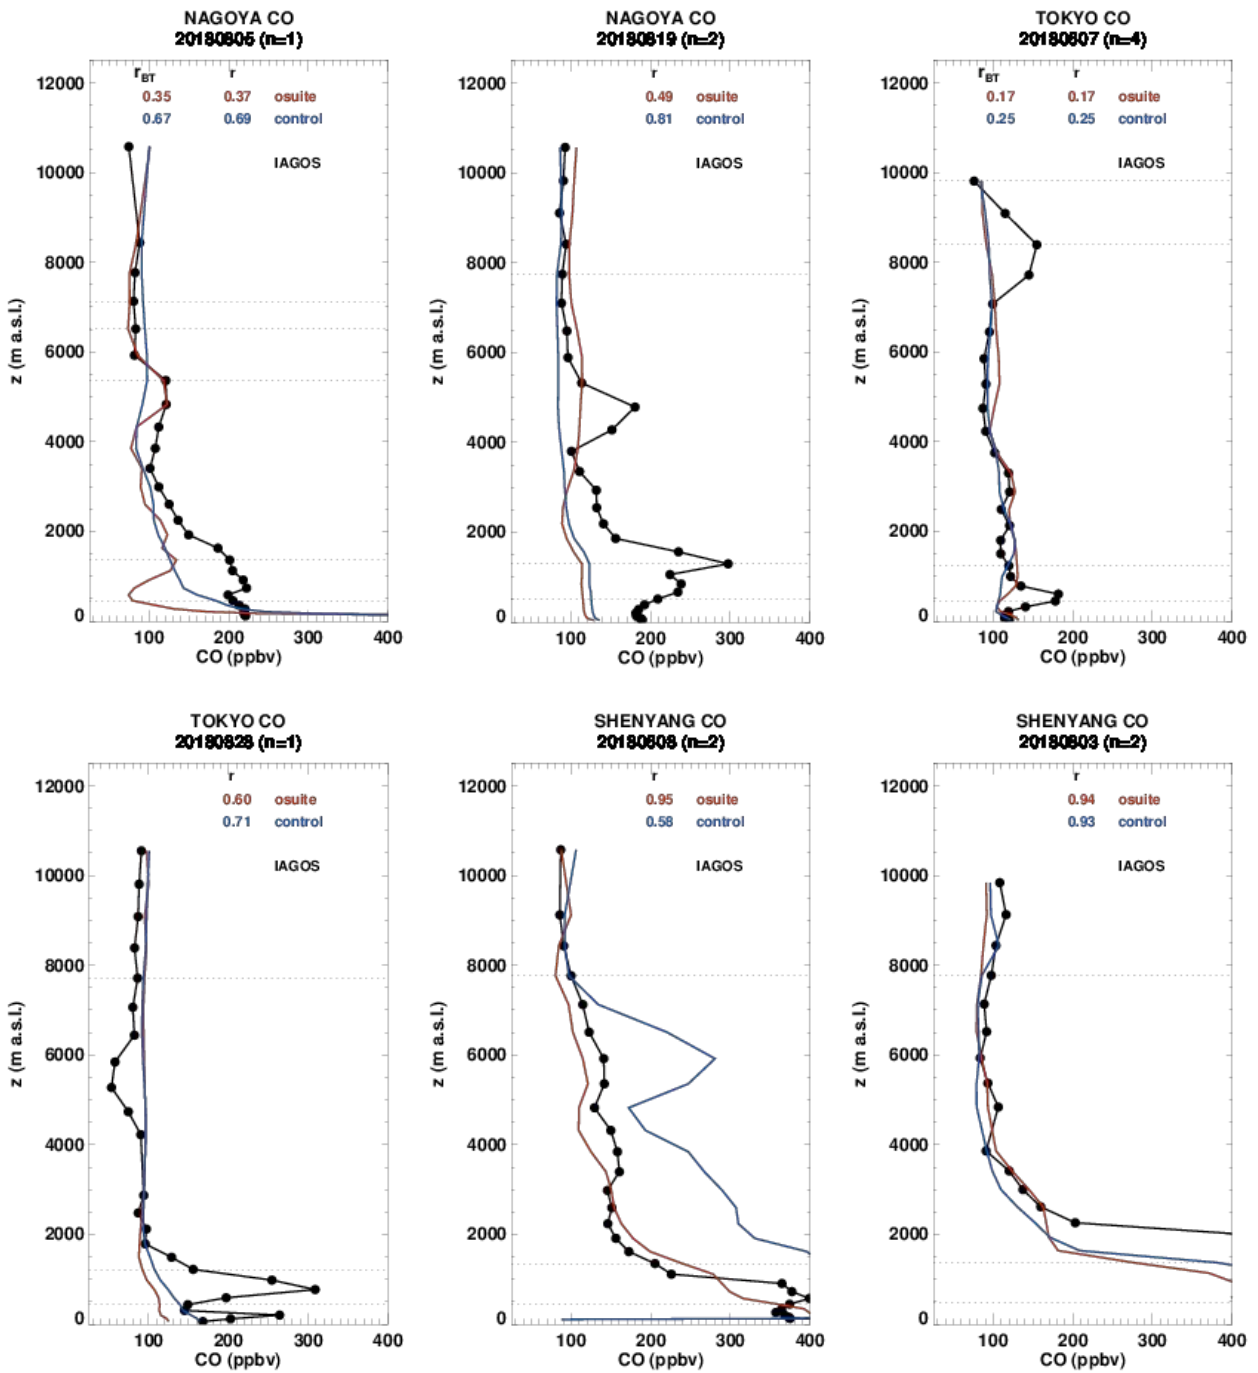 NAGOYA CO
20180805 (n=1)
r_BT r
0.35 0.37 osuite
0.67 0.69 control
IAGOS
12000
10000
8000
6000
4000
2000
0
z (m a.s.l.)
100 200 300 400
CO (ppbv)
NAGOYA CO
20180819 (n=2)
r
0.49 osuite
0.81 control
IAGOS
12000
10000
8000
6000
4000
2000
0
z (m a.s.l.)
100 200 300 400
CO (ppbv)
TOKYO CO
20180807 (n=4)
r_BT r
0.17 0.17 osuite
0.25 0.25 control
IAGOS
12000
10000
8000
6000
4000
2000
0
z (m a.s.l.)
100 200 300 400
CO (ppbv)
TOKYO CO
20180828 (n=1)
r
0.60 osuite
0.71 control
IAGOS
12000
10000
8000
6000
4000
2000
0
z (m a.s.l.)
100 200 300 400
CO (ppbv)
SHENYANG CO
(n=2)
r
0.95 osuite
0.58 control
IAGOS
12000
10000
8000
6000
4000
2000
0
z (m a.s.l.)
100 200 300 400
CO (ppbv)
SHENYANG CO
20180803 (n=2)
r
0.94 osuite
0.93 control
IAGOS
12000
10000
8000
6000
4000
2000
0
z (m a.s.l.)
100 200 300 400
CO (ppbv)